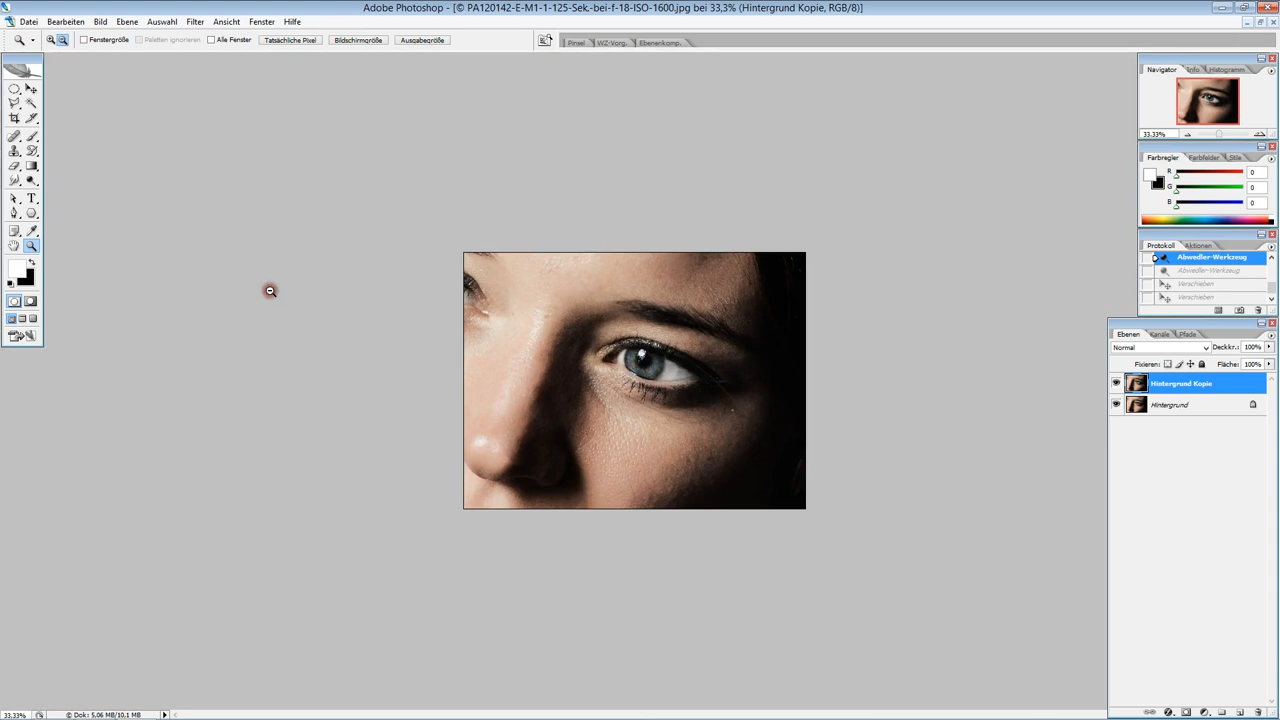 Adobe Photoshop - [© PA120142-E-M1-1-125-Sek.-bei-f-18-ISO-1600.jpg bei 33,3% (Hintergrund Kopie, RGB/8)]
Datei Bearbeiten Bild Ebene Auswahl Filter Ansicht Fenster Hilfe
Fenstergröße Paletten ignorieren Alle Fenster Tatsächliche Pixel Bildschirmgröße Ausgabegröße Pinsel WZ-Vorg. Ebenenkomp.
Navigator Info Histogramm
33.33%
Farbregler Farbfelder Stile
R 0
G 0
B 0
Protokoll Aktionen
Abwedler-Werkzeug
Abwedler-Werkzeug
Verschieben
Verschieben
Ebenen Kanäle Pfade
Normal Deckkr.: 100%
Fixieren: Fläche: 100%
Hintergrund Kopie
Hintergrund
33,33% © Dok: 5,06 MB/10,1 MB